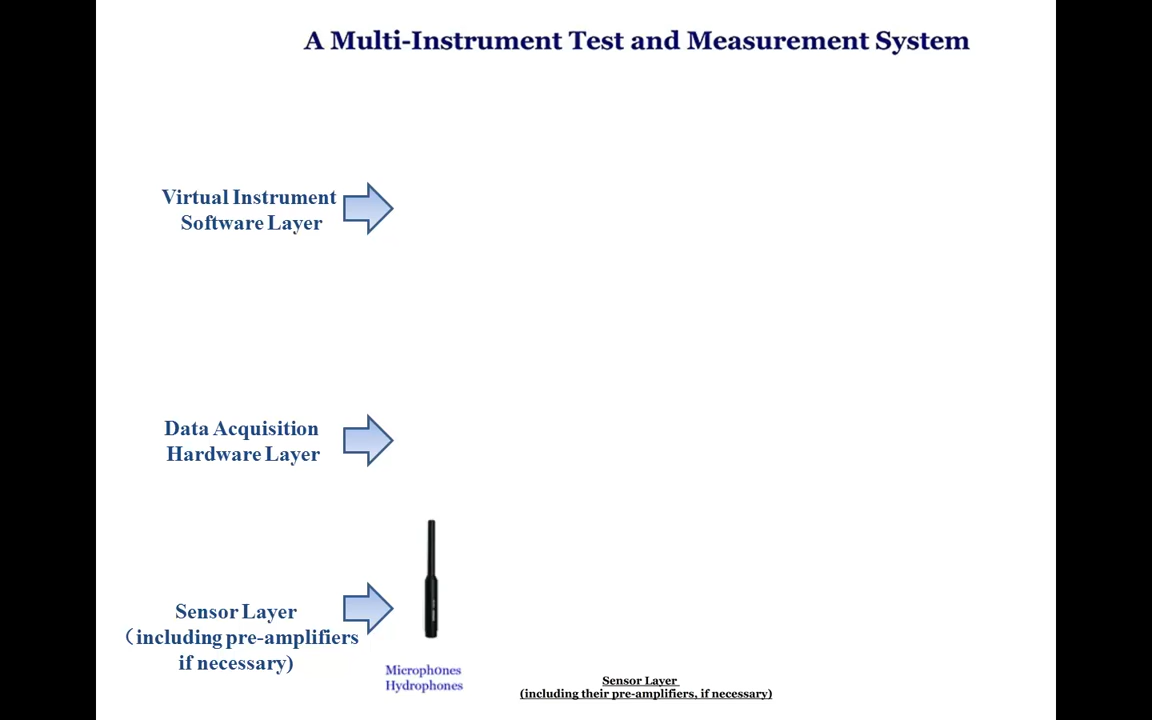 A Multi-Instrument Test and Measurement System
Virtual Instrument
Software Layer
Data Acquisition
Hardware Layer
Sensor Layer
（including pre-amplifiers
if necessary)
Microphones
Hydrophones
Sensor Layer
(including their pre-amplifiers, if necessary)